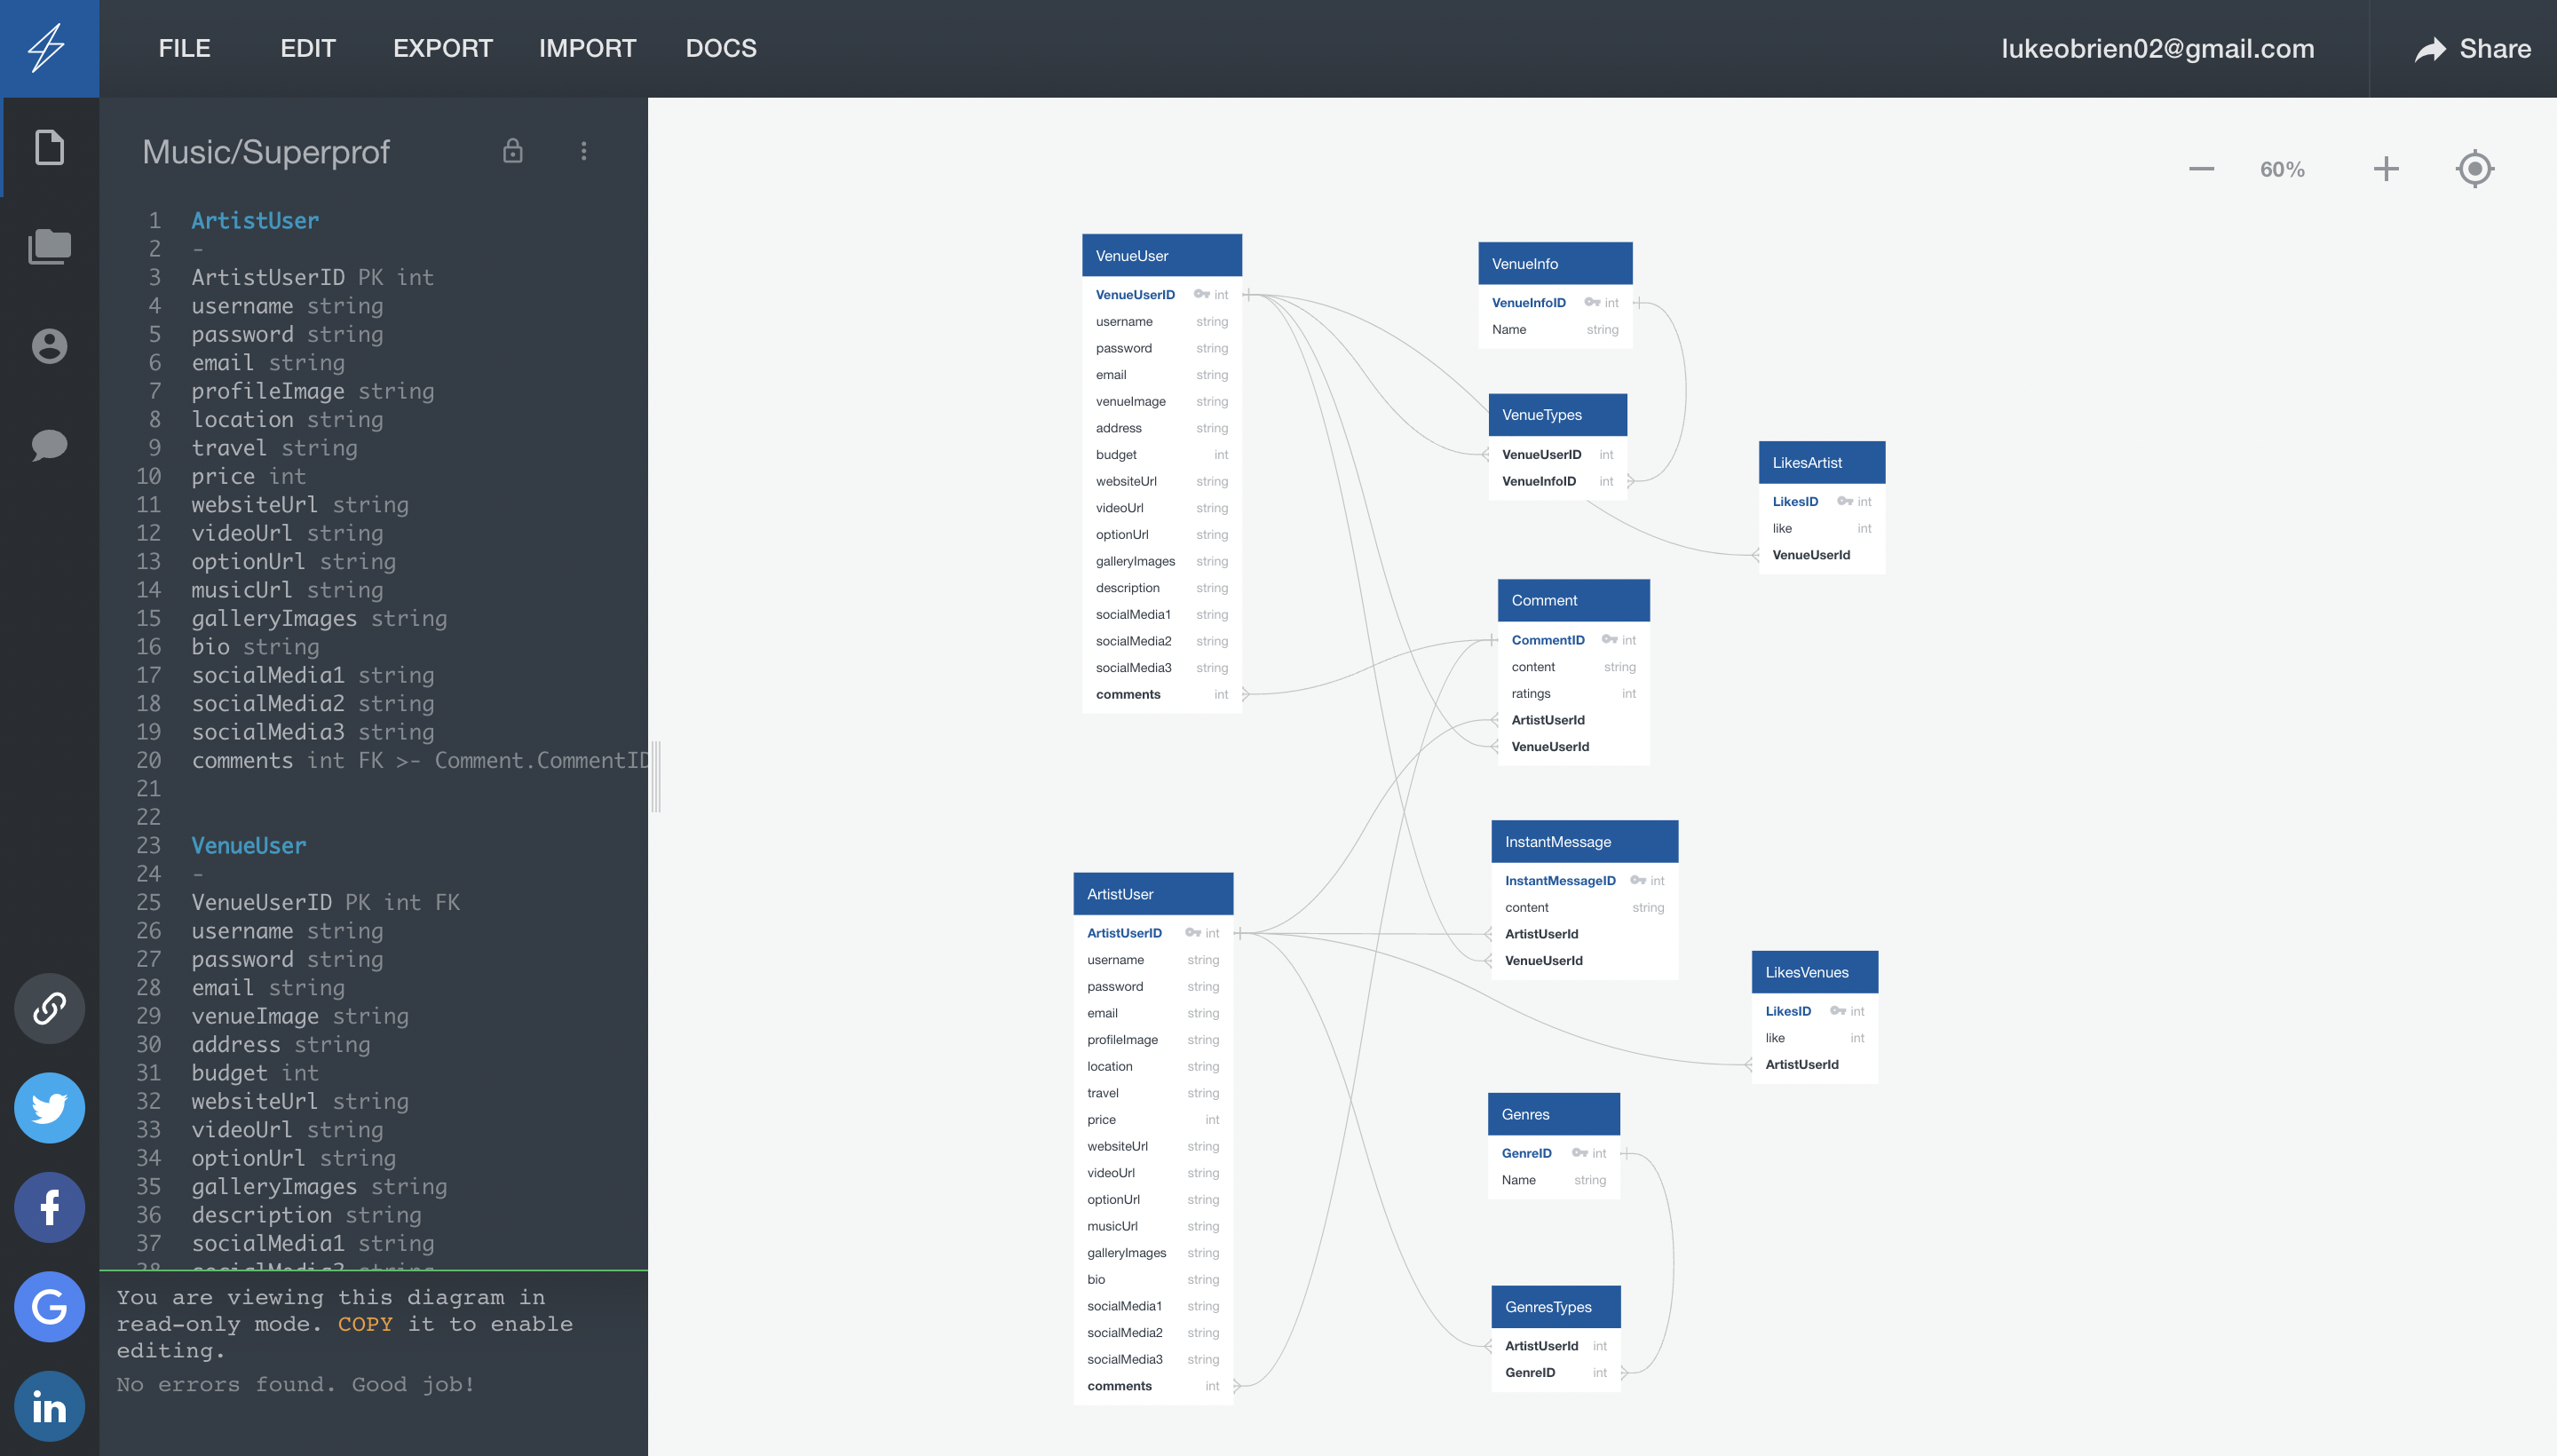 FILE EDIT EXPORT IMPORT DOCS lukeobrien02@gmail.com Share
Music/Superprof
1 ArtistUser
2 -
3 ArtistUserID PK int
4 username string
5 password string
6 email string
7 profileImage string
8 location string
9 travel string
10 price int
11 websiteUrl string
12 videoUrl string
13 optionUrl string
14 musicUrl string
15 galleryImages string
16 bio string
17 socialMedia1 string
18 socialMedia2 string
19 socialMedia3 string
20 comments int FK >- Comment.CommentID
21
22
23 VenueUser
24 -
25 VenueUserID PK int FK
26 username string
27 password string
28 email string
29 venueImage string
30 address string
31 budget int
32 websiteUrl string
33 videoUrl string
34 optionUrl string
35 galleryImages string
36 description string
37 socialMedia1 string
You are viewing this diagram in
read-only mode. COPY it to enable
editing.
No errors found. Good job!
60%
VenueUser
VenueUserID int
username string
password string
email string
venueImage string
address string
budget int
websiteUrl string
videoUrl string
optionUrl string
galleryImages string
description string
socialMedia1 string
socialMedia2 string
socialMedia3 string
comments int
VenueInfo
VenueInfoID int
Name string
VenueTypes
VenueUserID int
VenueInfoID int
LikesArtist
LikesID int
like int
VenueUserId
Comment
CommentID int
content string
ratings int
ArtistUserId
VenueUserId
InstantMessage
InstantMessageID int
content string
ArtistUserId
VenueUserId
ArtistUser
ArtistUserID int
username string
password string
email string
profileImage string
location string
travel string
price int
websiteUrl string
videoUrl string
optionUrl string
musicUrl string
galleryImages string
bio string
socialMedia1 string
socialMedia2 string
socialMedia3 string
comments int
LikesVenues
LikesID int
like int
ArtistUserId
Genres
GenreID int
Name string
GenresTypes
ArtistUserId int
GenreID int